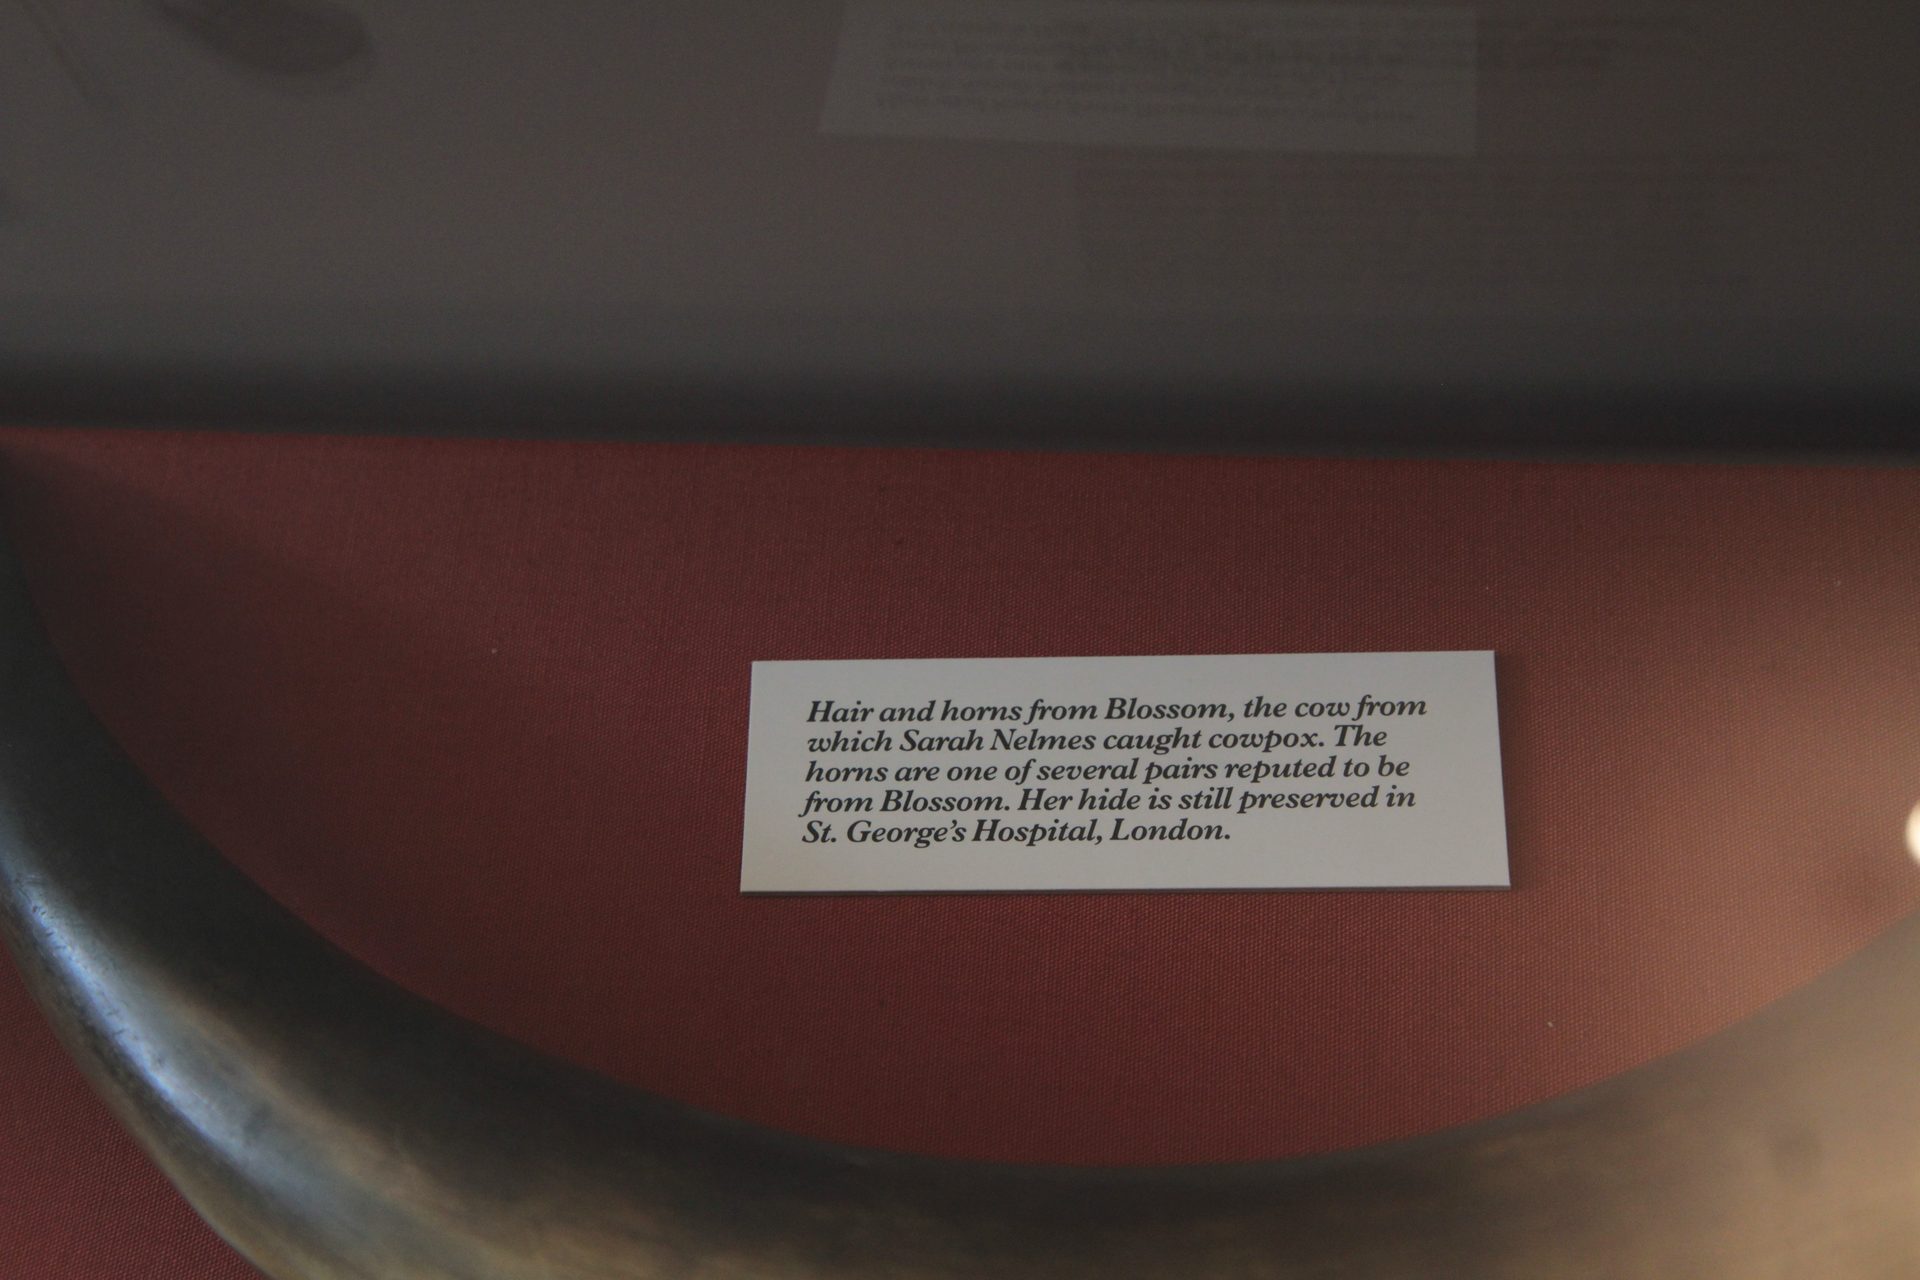 Hair and horns from Blossom, the cow from
which Sarah Nelmes caught cowpox. The
horns are one of several pairs reputed to be
from Blossom. Her hide is still preserved in
St. George's Hospital, London.